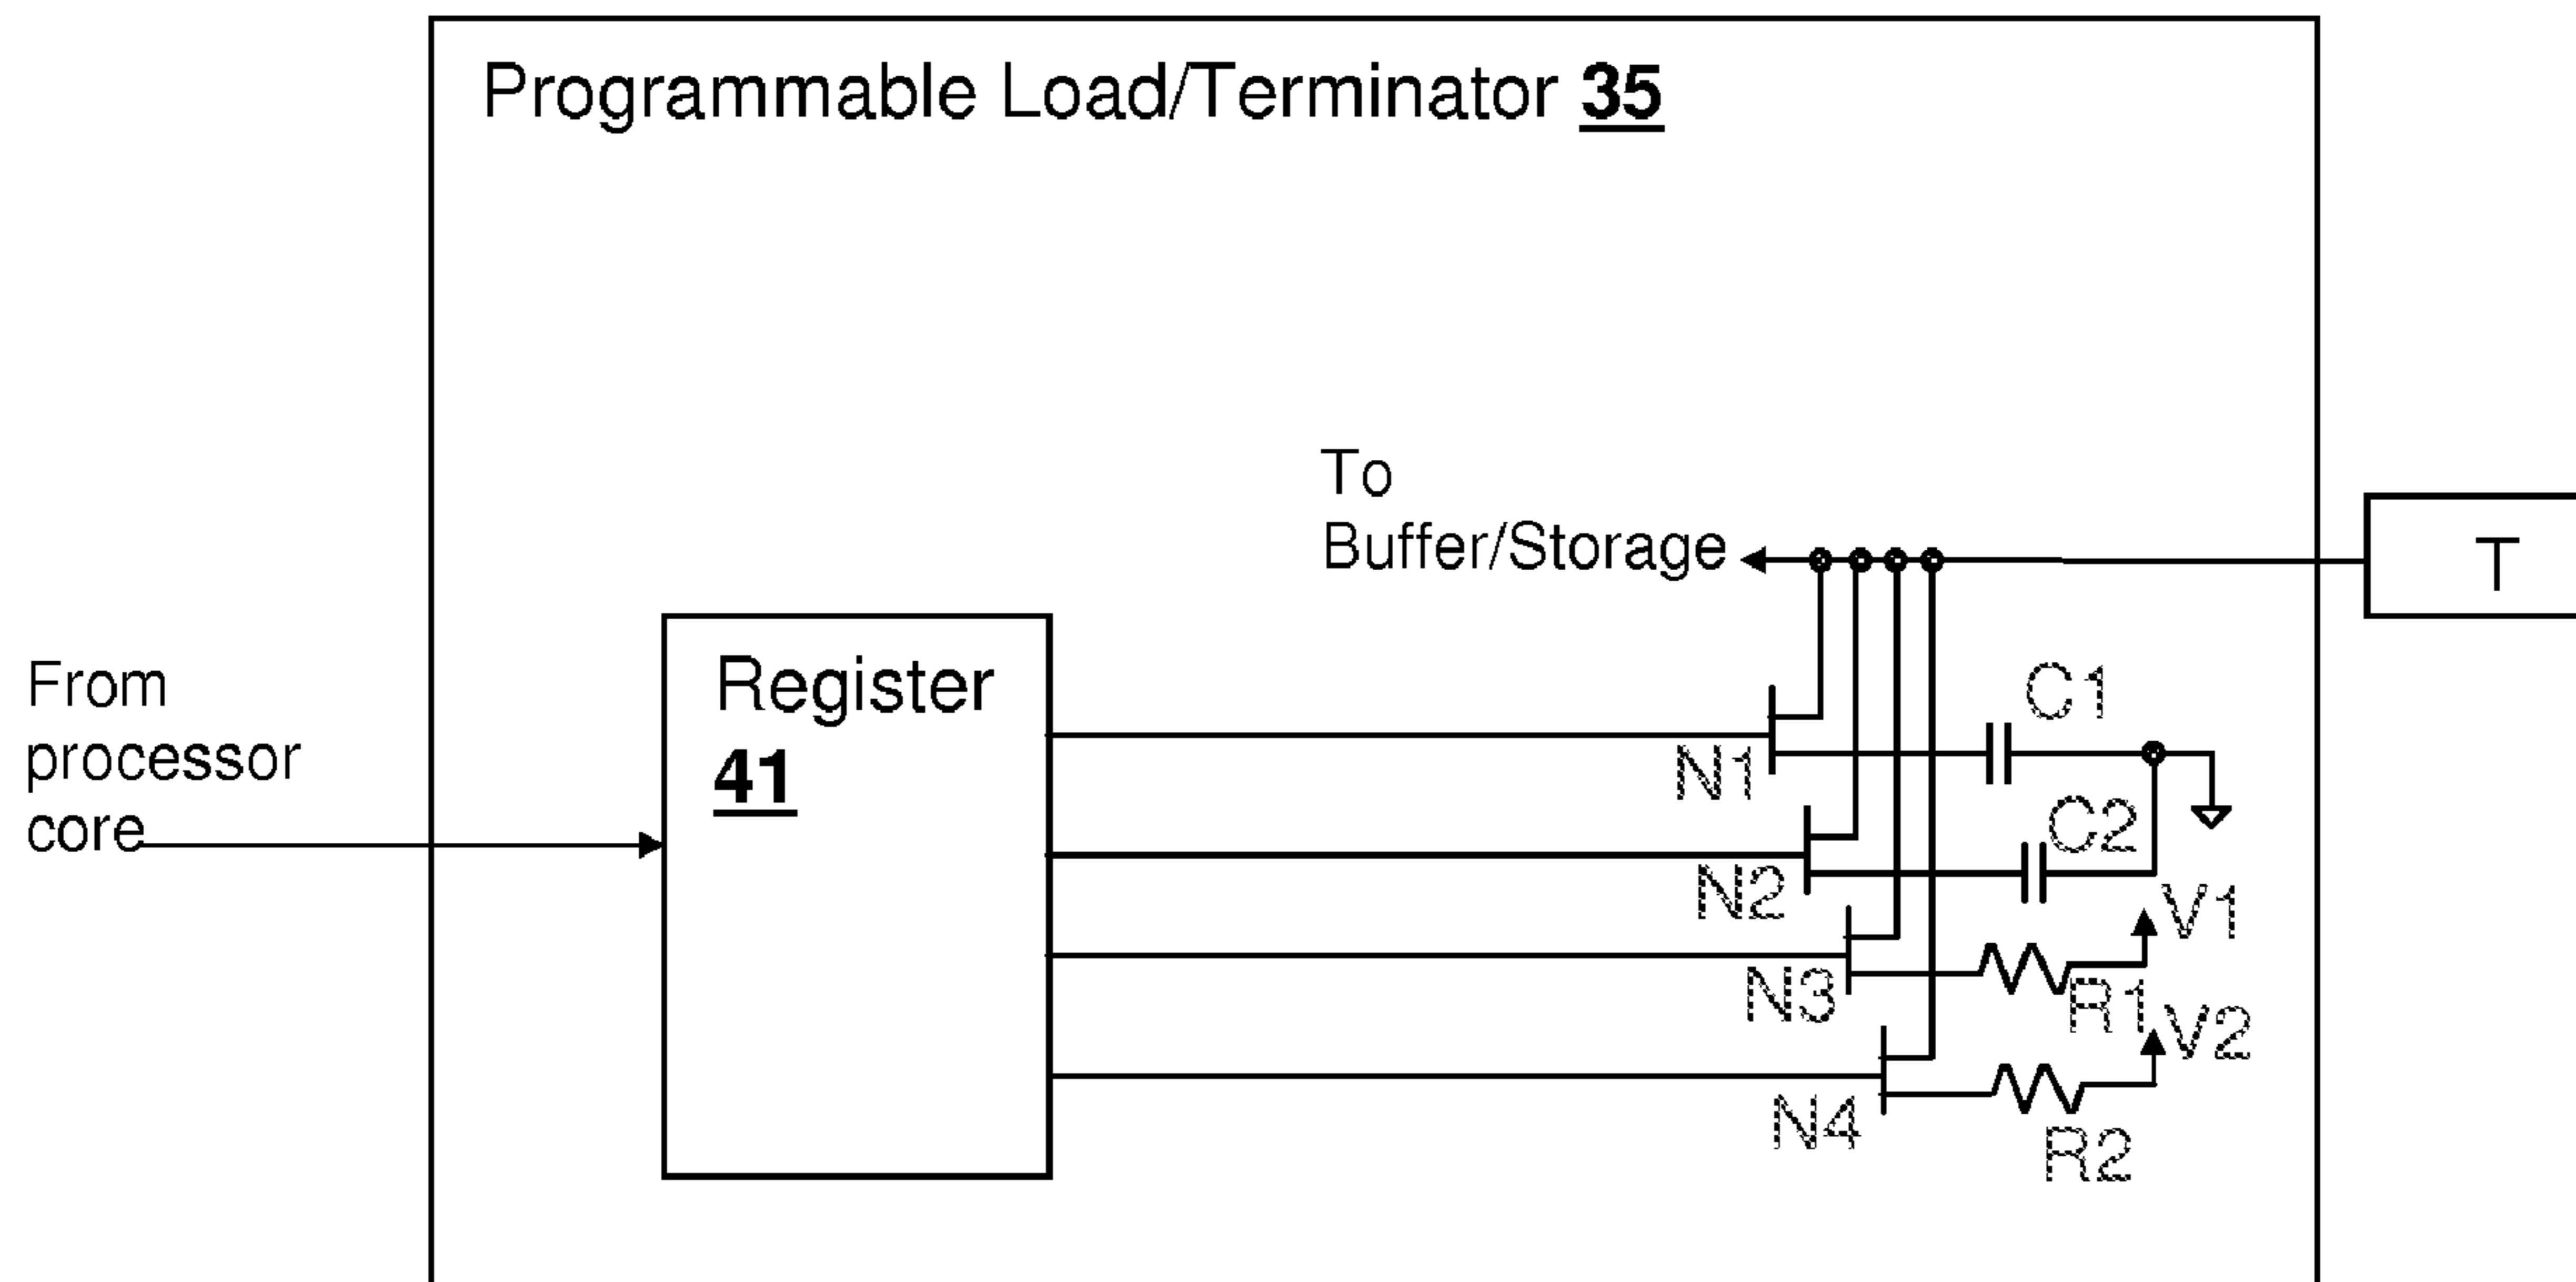 Programmable Load/Terminator 35
To
Buffer/Storage
T
From
processor
core
Register
41
C1
N1
C2
N2
V1
N3
R1
V2
N4
R2